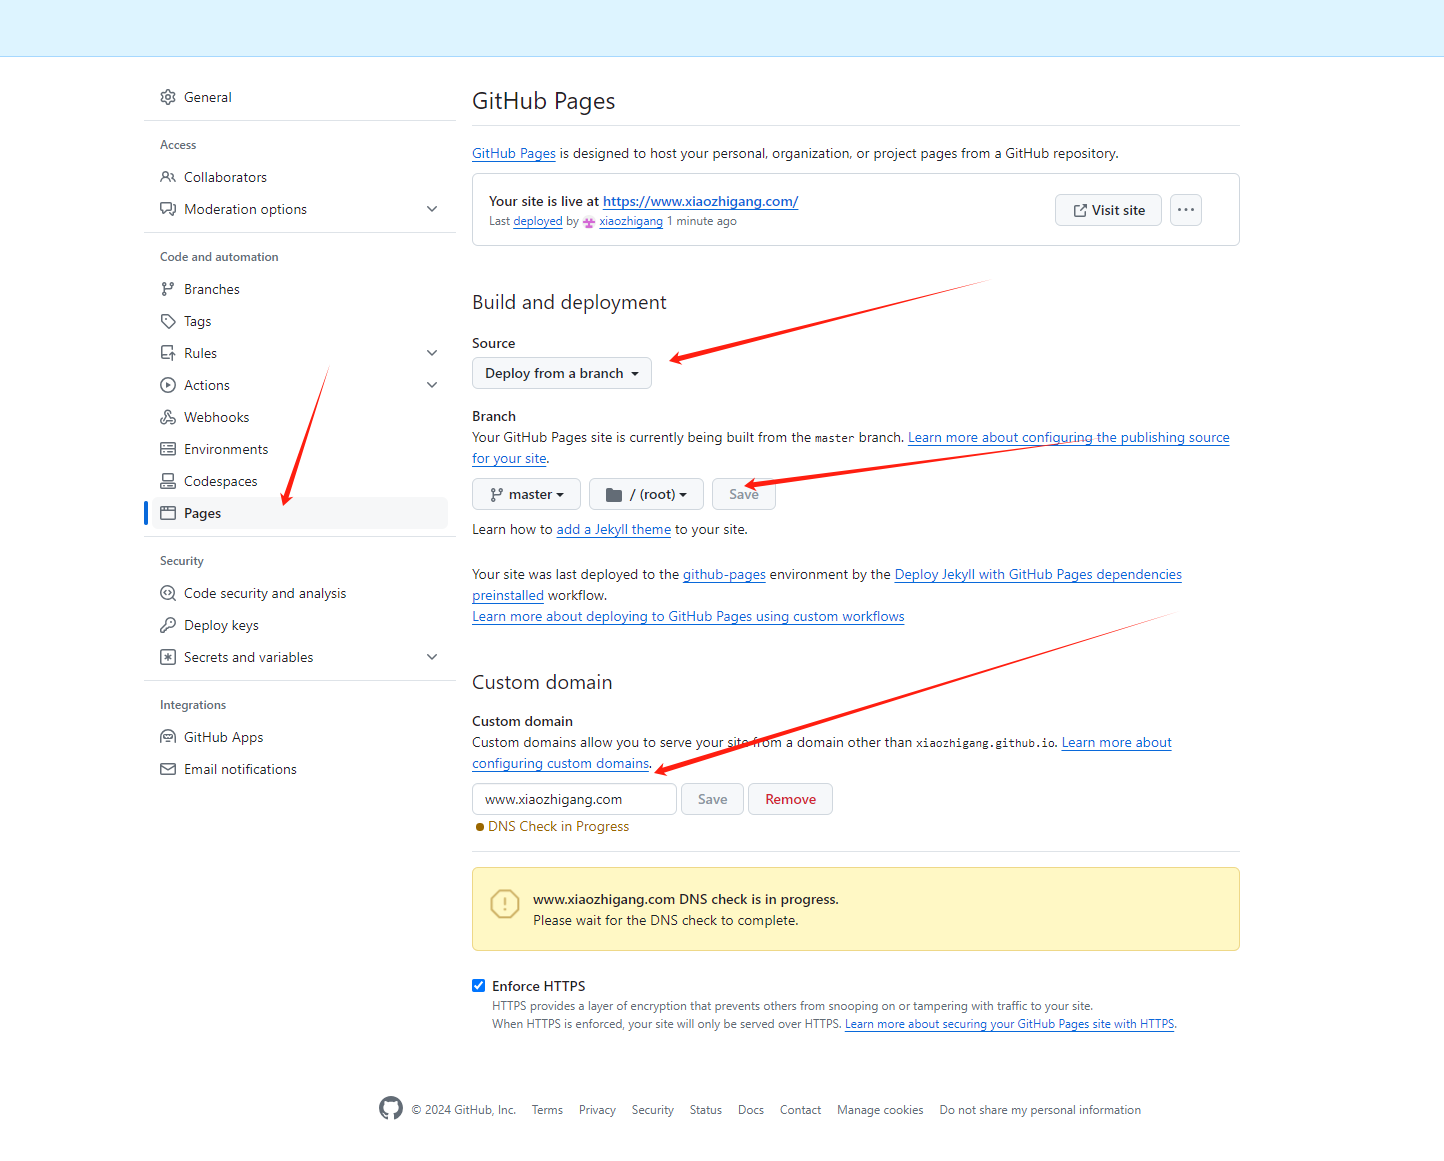 General
Access
Collaborators
Moderation options
Code and automation
Branches
Tags
Rules
Actions
Webhooks
Environments
Codespaces
Pages
Security
Code security and analysis
Deploy keys
Secrets and variables
Integrations
GitHub Apps
Email notifications
GitHub Pages
GitHub Pages is designed to host your personal, organization, or project pages from a GitHub repository.
Your site is live at https://www.xiaozhigang.com/
Last deployed by xiaozhigang 1 minute ago
Visit site
Build and deployment
Source
Deploy from a branch
Branch
Your GitHub Pages site is currently being built from the master branch. Learn more about configuring the publishing source
for your site.
master / (root) Save
Learn how to add a Jekyll theme to your site.
Your site was last deployed to the github-pages environment by the Deploy Jekyll with GitHub Pages dependencies
preinstalled workflow.
Learn more about deploying to GitHub Pages using custom workflows
Custom domain
Custom domain
Custom domains allow you to serve your site from a domain other than xiaozhigang.github.io. Learn more about
configuring custom domains.
www.xiaozhigang.com Save Remove
DNS Check in Progress
www.xiaozhigang.com DNS check is in progress.
Please wait for the DNS check to complete.
Enforce HTTPS
HTTPS provides a layer of encryption that prevents others from snooping on or tampering with traffic to your site.
When HTTPS is enforced, your site will only be served over HTTPS. Learn more about securing your GitHub Pages site with HTTPS.
© 2024 GitHub, Inc. Terms Privacy Security Status Docs Contact Manage cookies Do not share my personal information